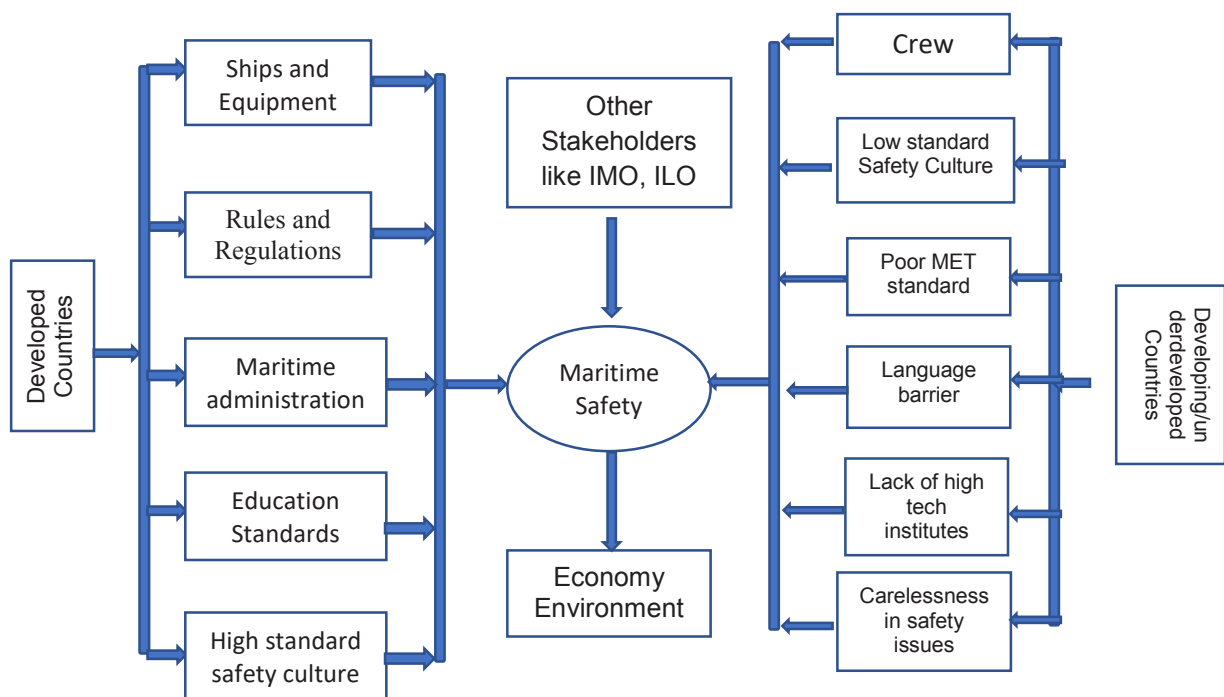 Developed
Countries
Ships and
Equipment
Rules and
Regulations
Maritime
administration
Education
Standards
High standard
safety culture
Other
Stakeholders
like IMO, ILO
Maritime
Safety
Economy
Environment
Crew
Low standard
Safety Culture
Poor MET
standard
Language
barrier
Lack of high
tech
institutes
Carelessness
in safety
issues
Developing/un
derdeveloped
Countries